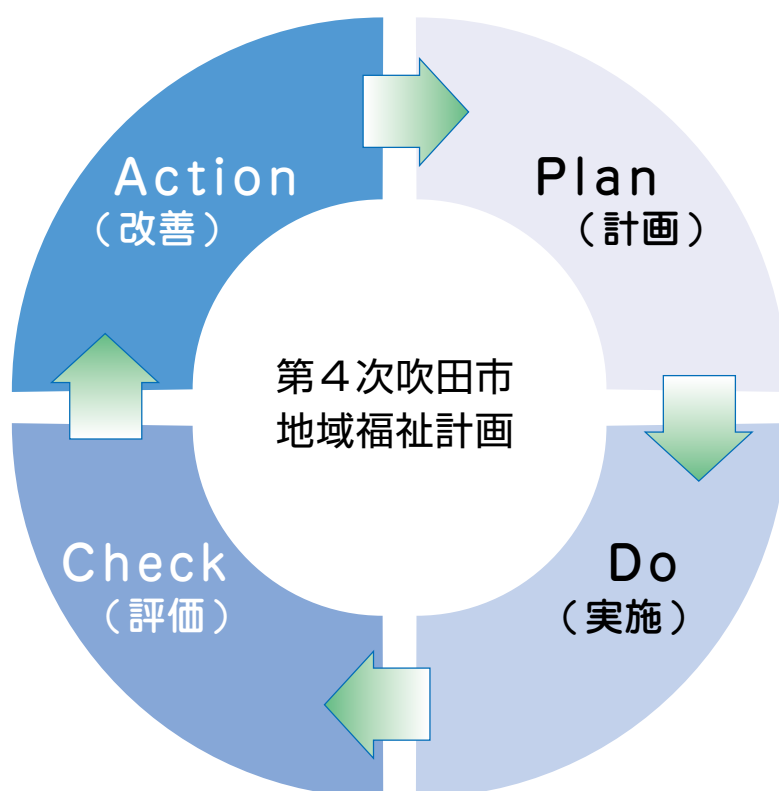 Action
（改善）
Plan
（計画）
第４次吹田市
地域福祉計画
Check
（評価）
Do
（実施）